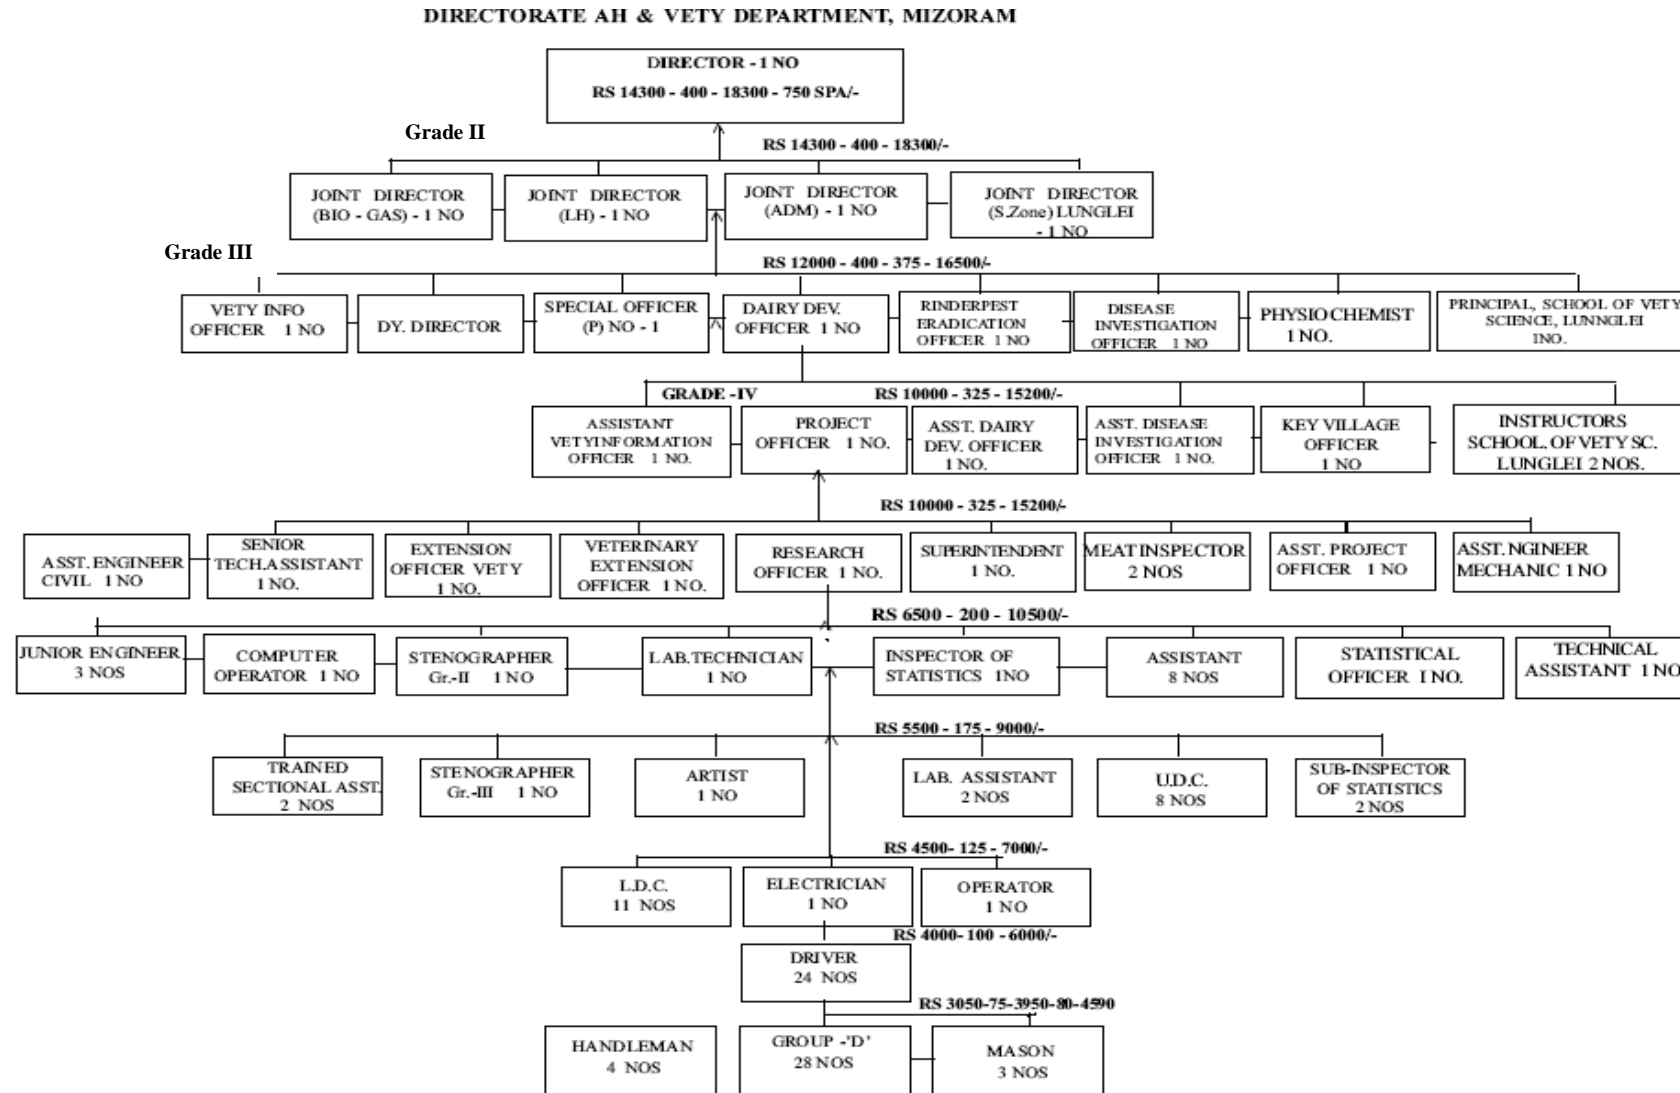 DIRECTORATE AH & VETY DEPARTMENT, MIZORAM
DIRECTOR - 1 NO
RS 14300 - 400 - 18300 - 750 SPA/-
Grade II
RS 14300 - 400 - 18300/-
JOINT DIRECTOR
(BIO - GAS) - 1 NO
JOINT DIRECTOR
(LH) - 1 NO
JOINT DIRECTOR
(ADM) - 1 NO
JOINT DIRECTOR
(S.Zone) LUNGLEI
- 1 NO
Grade III
RS 12000 - 400 - 375 - 16500/-
VETY INFO
OFFICER 1 NO
DY. DIRECTOR
SPECIAL OFFICER
(P) NO - 1
DAIRY DEV.
OFFICER 1 NO
RINDERPEST
ERADICATION
OFFICER 1 NO
DISEASE
INVESTIGATION
OFFICER 1 NO
PHYSIO CHEMIST
1 NO.
PRINCIPAL, SCHOOL OF VETY
SCIENCE, LUNNGLEI
1NO.
GRADE -IV
RS 10000 - 325 - 15200/-
ASSISTANT
VETYINFORMATION
OFFICER 1 NO.
PROJECT
OFFICER 1 NO.
ASST. DAIRY
DEV. OFFICER
1 NO.
ASST. DISEASE
INVESTIGATION
OFFICER 1 NO.
KEY VILLAGE
OFFICER
1 NO
INSTRUCTORS
SCHOOL. OF VETY SC.
LUNGLEI 2 NOS.
RS 10000 - 325 - 15200/-
ASST. ENGINEER
CIVIL 1 NO
SENIOR
TECH.ASSISTANT
1 NO.
EXTENSION
OFFICER VETY
1 NO.
VETERINARY
EXTENSION
OFFICER 1 NO.
RESEARCH
OFFICER 1 NO.
SUPERINTENDENT
1 NO.
MEAT INSPECTOR
2 NOS
ASST. PROJECT
OFFICER 1 NO
ASST. NGINEER
MECHANIC 1 NO
RS 6500 - 200 - 10500/-
JUNIOR ENGINEER
3 NOS
COMPUTER
OPERATOR 1 NO
STENOGRAPHER
Gr.-II 1 NO
LAB. TECHNICIAN
1 NO
INSPECTOR OF
STATISTICS 1NO
ASSISTANT
8 NOS
STATISTICAL
OFFICER 1 NO.
TECHNICAL
ASSISTANT 1 NO
RS 5500 - 175 - 9000/-
TRAINED
SECTIONAL ASST.
2 NOS
STENOGRAPHER
Gr.-III 1 NO
ARTIST
1 NO
LAB. ASSISTANT
2 NOS
U.D.C.
8 NOS
SUB-INSPECTOR
OF STATISTICS
2 NOS
RS 4500- 125 - 7000/-
L.D.C.
11 NOS
ELECTRICIAN
1 NO
OPERATOR
1 NO
RS 4000- 100 - 6000/-
DRIVER
24 NOS
RS 3050-75-3950-80-4590
HANDLEMAN
4 NOS
GROUP -'D'
28 NOS
MASON
3 NOS